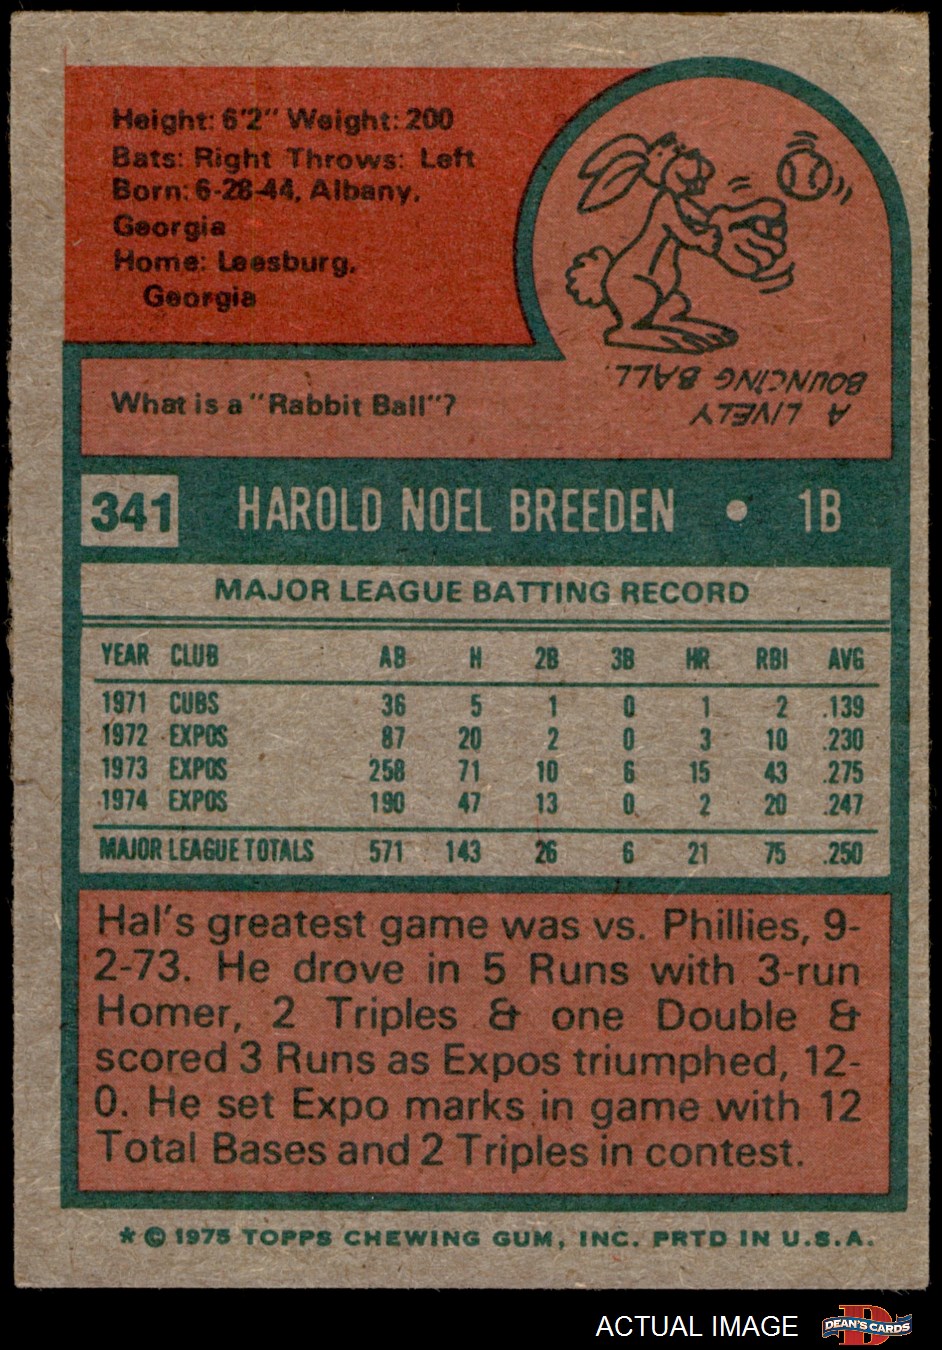 Height: 6'2" Weight: 200
Bats: Right Throws: Left
Born: 6-28-44, Albany,
Georgia
Home: Leesburg,
Georgia
What is a "Rabbit Ball"?
A LIVELY
BOUNCING BALL.
341 HAROLD NOEL BREEDEN • 1B
MAJOR LEAGUE BATTING RECORD
YEAR CLUB AB H 2B 3B HR RBI AVG
1971 CUBS 36 5 1 0 1 2 .139
1972 EXPOS 87 20 2 0 3 10 .230
1973 EXPOS 258 71 10 6 15 43 .275
1974 EXPOS 190 47 13 0 2 20 .247
MAJOR LEAGUE TOTALS 571 143 26 6 21 75 .250
Hal's greatest game was vs. Phillies, 9-
2-73. He drove in 5 Runs with 3-run
Homer, 2 Triples & one Double &
scored 3 Runs as Expos triumphed, 12-
0. He set Expo marks in game with 12
Total Bases and 2 Triples in contest.
* © 1975 TOPPS CHEWING GUM, INC. PRTD IN U.S.A.
ACTUAL IMAGE
DEAN'S CARDS